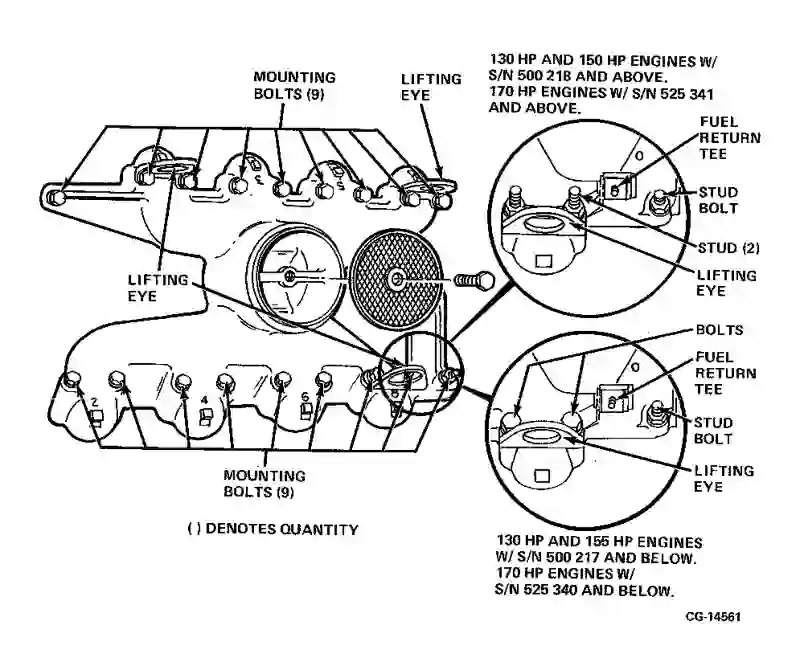 130 HP AND 150 HP ENGINES W/
S/N 500 218 AND ABOVE.
170 HP ENGINES W/ S/N 525 341
AND ABOVE.
MOUNTING
BOLTS (9)
LIFTING
EYE
FUEL
RETURN
TEE
STUD
BOLT
STUD (2)
LIFTING
EYE
LIFTING
EYE
3
5
BOLTS
FUEL
RETURN
TEE
STUD
BOLT
LIFTING
EYE
2
4
6
8
MOUNTING
BOLTS (9)
( ) DENOTES QUANTITY
130 HP AND 155 HP ENGINES
W/ S/N 500 217 AND BELOW.
170 HP ENGINES W/
S/N 525 340 AND BELOW.
CG-14561